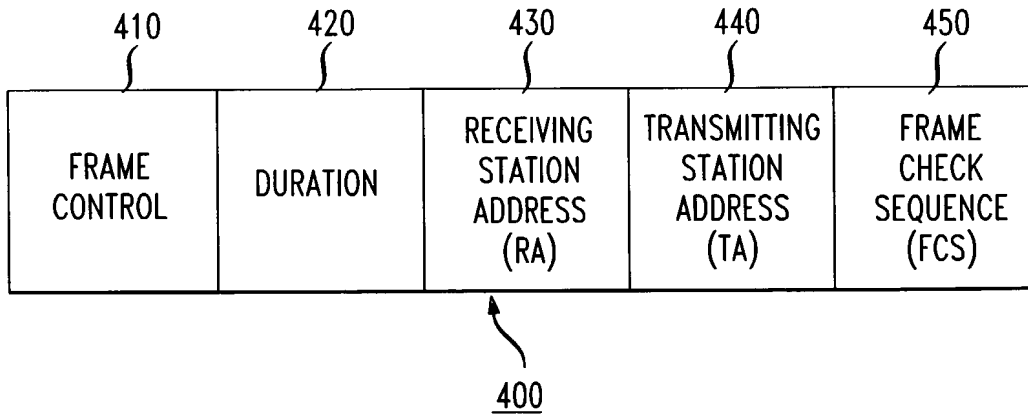 410 420 430 440 450
FRAME CONTROL
DURATION
RECEIVING STATION ADDRESS (RA)
TRANSMITTING STATION ADDRESS (TA)
FRAME CHECK SEQUENCE (FCS)
400